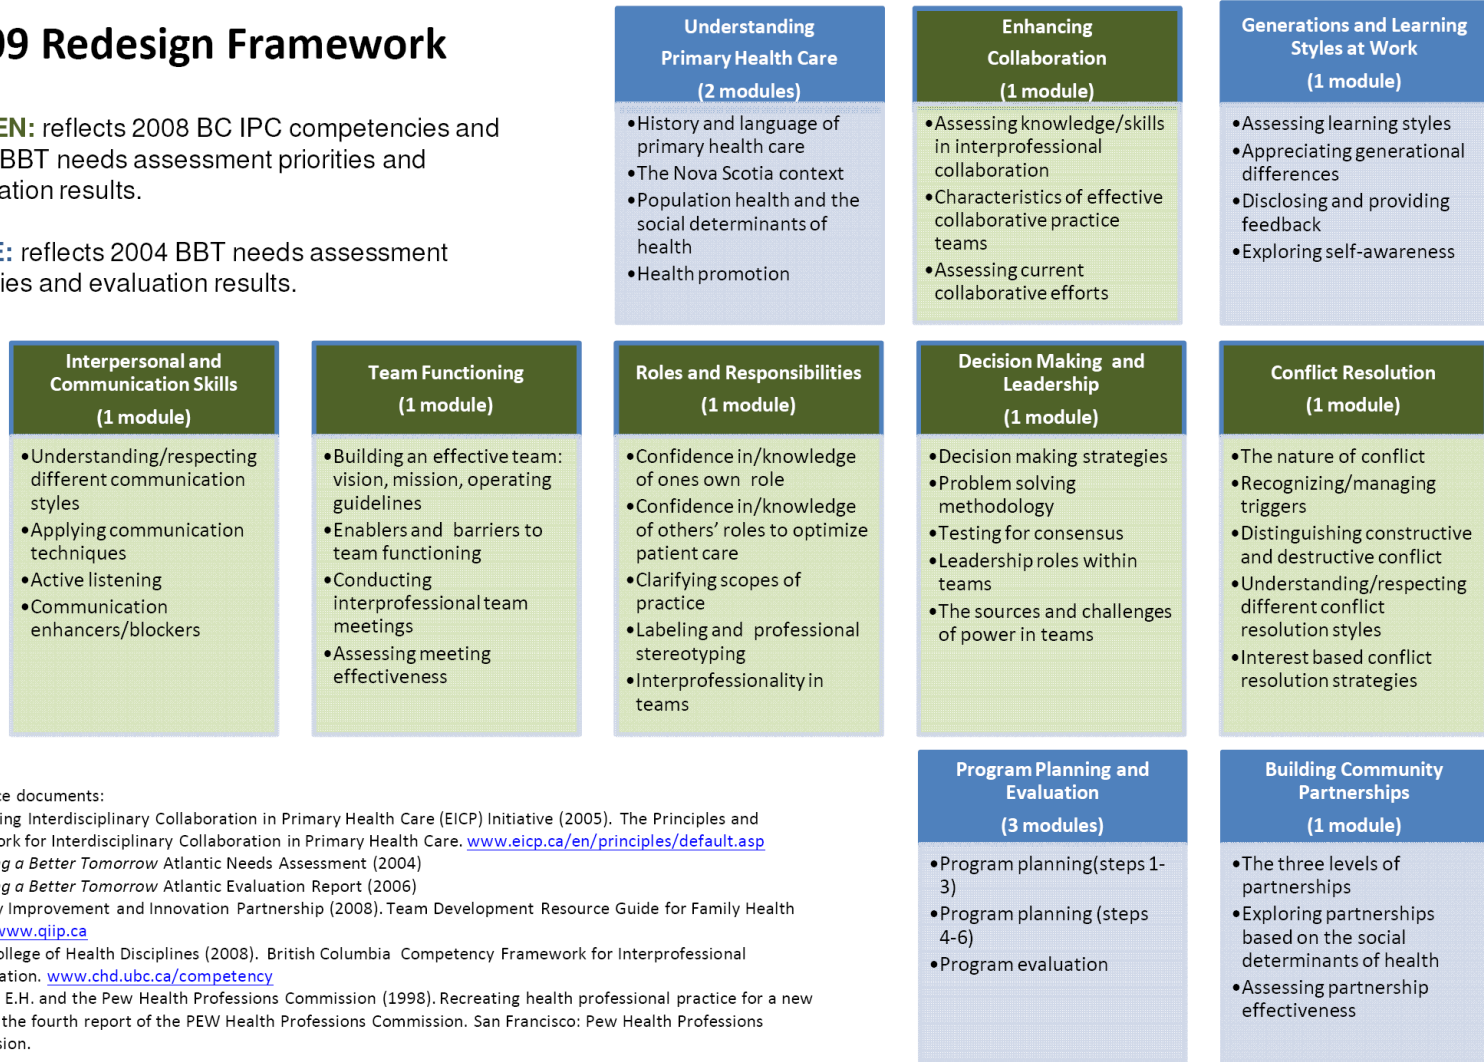 09 Redesign Framework
EN: reflects 2008 BC IPC competencies and
BBT needs assessment priorities and
ation results.
E: reflects 2004 BBT needs assessment
ies and evaluation results.
Understanding
Primary Health Care
(2 modules)
•History and language of
primary health care
•The Nova Scotia context
•Population health and the
social determinants of
health
•Health promotion
Enhancing
Collaboration
(1 module)
•Assessing knowledge/skills
in interprofessional
collaboration
•Characteristics of effective
collaborative practice
teams
•Assessing current
collaborative efforts
Generations and Learning
Styles at Work
(1 module)
•Assessing learning styles
•Appreciating generational
differences
•Disclosing and providing
feedback
•Exploring self-awareness
Interpersonal and
Communication Skills
(1 module)
•Understanding/respecting
different communication
styles
•Applying communication
techniques
•Active listening
•Communication
enhancers/blockers
Team Functioning
(1 module)
•Building an effective team:
vision, mission, operating
guidelines
•Enablers and barriers to
team functioning
•Conducting
interprofessional team
meetings
•Assessing meeting
effectiveness
Roles and Responsibilities
(1 module)
•Confidence in/knowledge
of ones own role
•Confidence in/knowledge
of others’ roles to optimize
patient care
•Clarifying scopes of
practice
•Labeling and professional
stereotyping
•Interprofessionality in
teams
Decision Making and
Leadership
(1 module)
•Decision making strategies
•Problem solving
methodology
•Testing for consensus
•Leadership roles within
teams
•The sources and challenges
of power in teams
Conflict Resolution
(1 module)
•The nature of conflict
•Recognizing/managing
triggers
•Distinguishing constructive
and destructive conflict
•Understanding/respecting
different conflict
resolution styles
•Interest based conflict
resolution strategies
ce documents:
ing Interdisciplinary Collaboration in Primary Health Care (EICP) Initiative (2005). The Principles and
ork for Interdisciplinary Collaboration in Primary Health Care. www.eicp.ca/en/principles/default.asp
g a Better Tomorrow Atlantic Needs Assessment (2004)
g a Better Tomorrow Atlantic Evaluation Report (2006)
y Improvement and Innovation Partnership (2008). Team Development Resource Guide for Family Health
www.qiip.ca
ollege of Health Disciplines (2008). British Columbia Competency Framework for Interprofessional
ation. www.chd.ubc.ca/competency
E.H. and the Pew Health Professions Commission (1998). Recreating health professional practice for a new
the fourth report of the PEW Health Professions Commission. San Francisco: Pew Health Professions
sion.
Program Planning and
Evaluation
(3 modules)
•Program planning(steps 1-
3)
•Program planning (steps
4-6)
•Program evaluation
Building Community
Partnerships
(1 module)
•The three levels of
partnerships
•Exploring partnerships
based on the social
determinants of health
•Assessing partnership
effectiveness